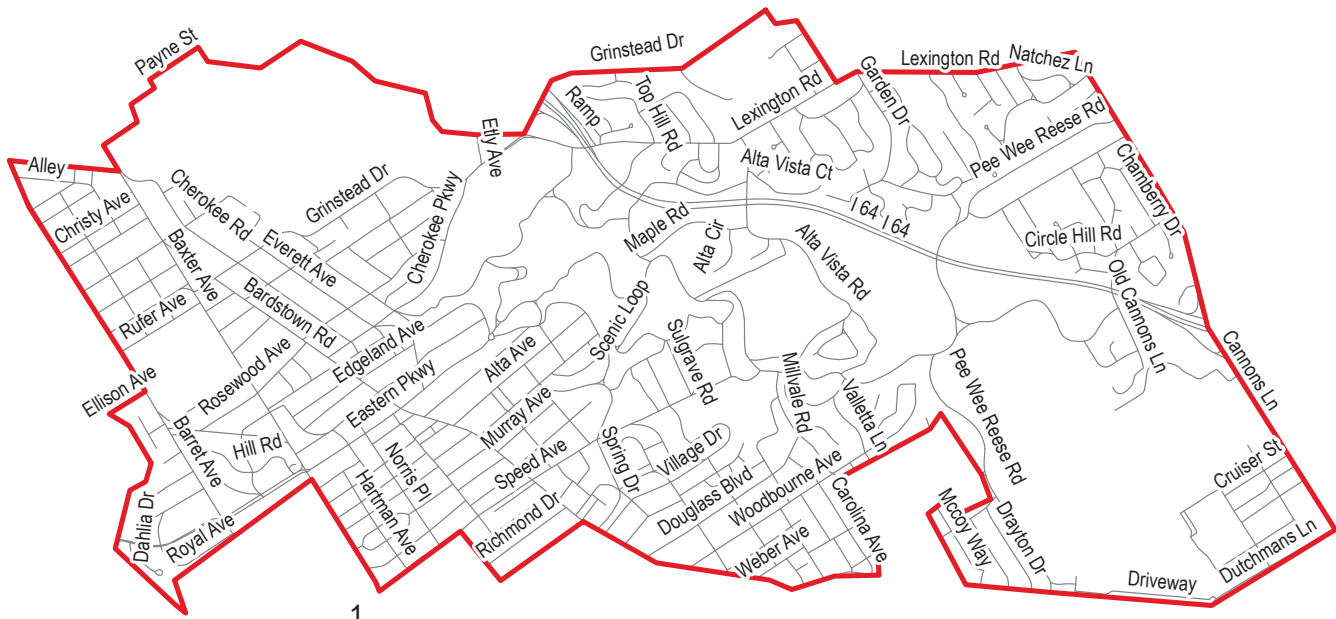 Payne St
Grinstead Dr
Lexington Rd
Natchez Ln
Alley
Christy Ave
Cherokee Rd
Grinstead Dr
Etly Ave
Ramp
Top Hill Rd
Lexington Rd
Garden Dr
Pee Wee Reese Rd
Chamberry Dr
Alta Vista Ct
Baxter Ave
Everett Ave
Cherokee Pkwy
Maple Rd
Alta Cir
I 64
I 64
Alta Vista Rd
Circle Hill Rd
Old Cannons Ln
Rufer Ave
Bardstown Rd
Scenic Loop
Ellison Ave
Rosewood Ave
Edgeland Ave
Alta Ave
Sulgrave Rd
Millvale Rd
Valletta Ln
Pee Wee Reese Rd
Cannons Ln
Eastern Pkwy
Murray Ave
Barret Ave
Hill Rd
Norris Pl
Speed Ave
Spring Dr
Village Dr
Douglass Blvd
Woodbourne Ave
Carolina Ave
Cruiser St
Dahlia Dr
Royal Ave
Hartman Ave
Richmond Dr
Weber Ave
Mccoy Way
Drayton Dr
Driveway
Dutchmans Ln
1